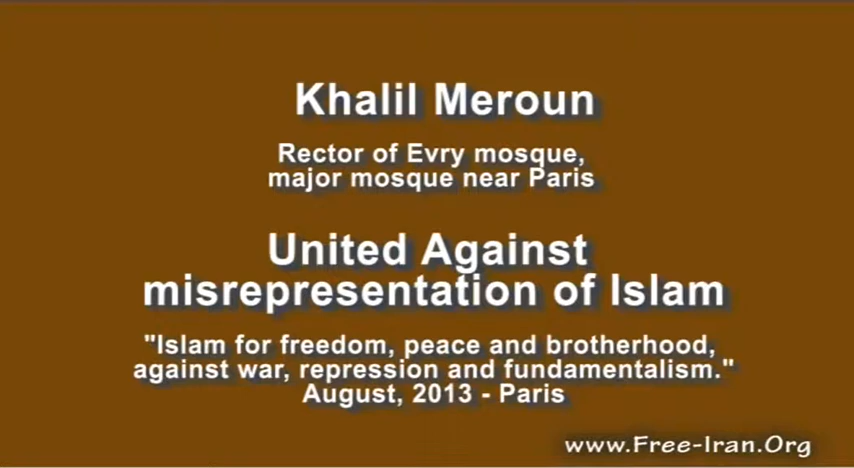 Khalil Meroun
Rector of Evry mosque,
major mosque near Paris
United Against
misrepresentation of Islam
"Islam for freedom, peace and brotherhood,
against war, repression and fundamentalism."
August, 2013 - Paris
www.Free-Iran.Org